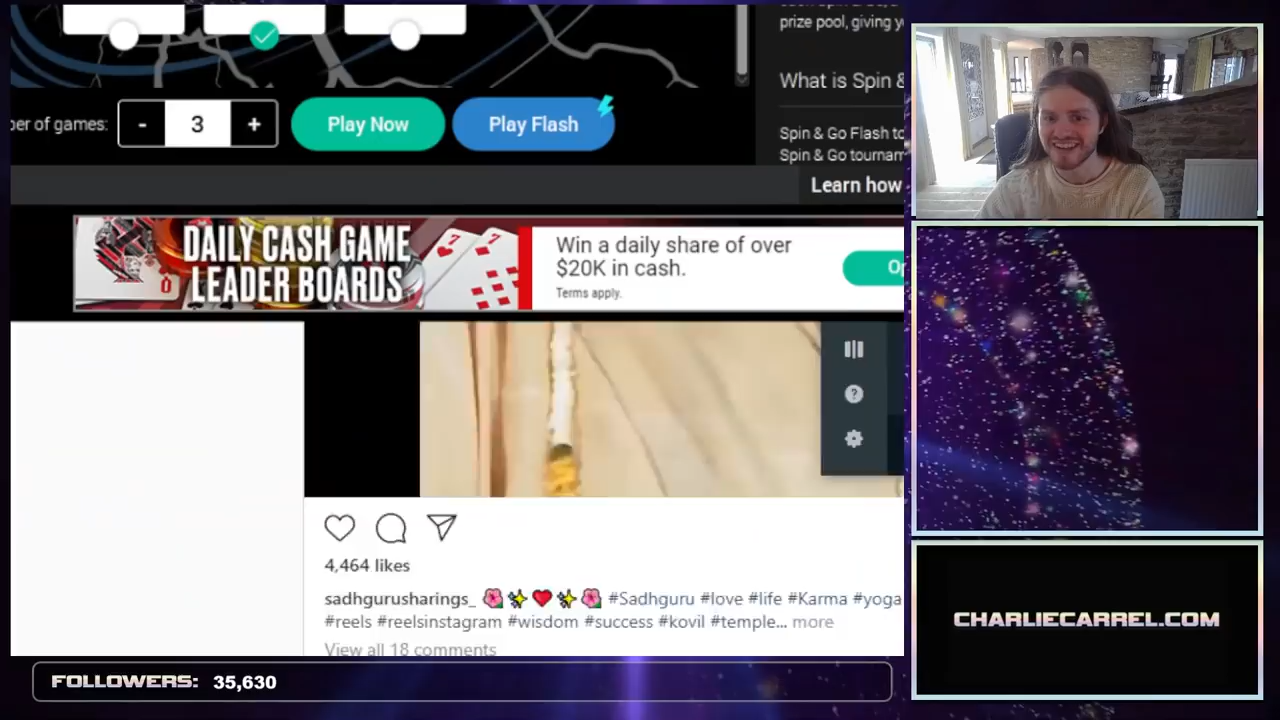 prize pool, giving
What is Spin &
er of games:
-
3
+
Play Now
Play Flash
Spin & Go Flash to
Spin & Go tournam
Learn how
DAILY CASH GAME
LEADER BOARDS
Win a daily share of over
$20K in cash.
Terms apply.
Op
4,464 likes
sadhgurusharings_ 🌺✨❤️✨🌺 #Sadhguru #love #life #Karma #yoga
#reels #reelsinstagram #wisdom #success #kovil #temple... more
View all 18 comments
CHARLIECARREL.COM
FOLLOWERS: 35,630